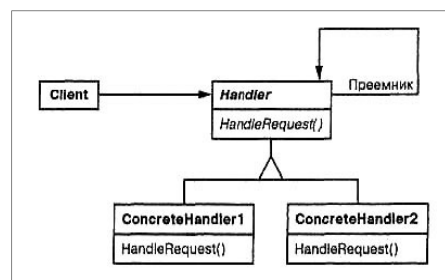 Client
Handler
Преемник
HandleRequest()
ConcreteHandler1
ConcreteHandler2
HandleRequest()
HandleRequest()